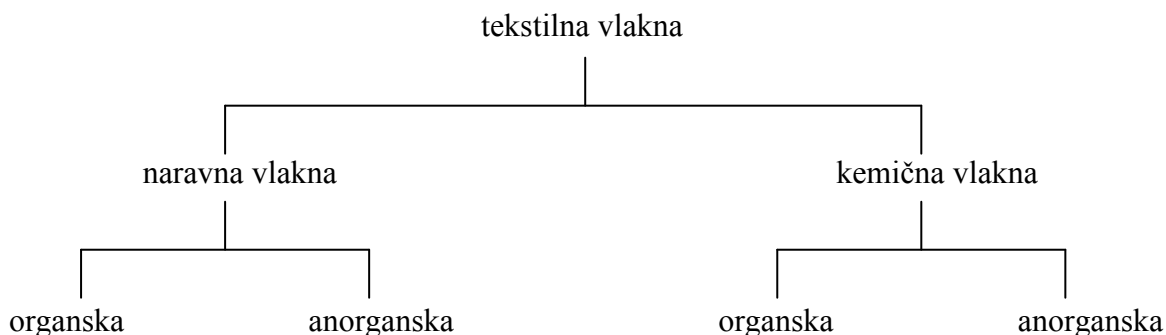 tekstilna vlakna
naravna vlakna
kemična vlakna
organska
anorganska
organska
anorganska